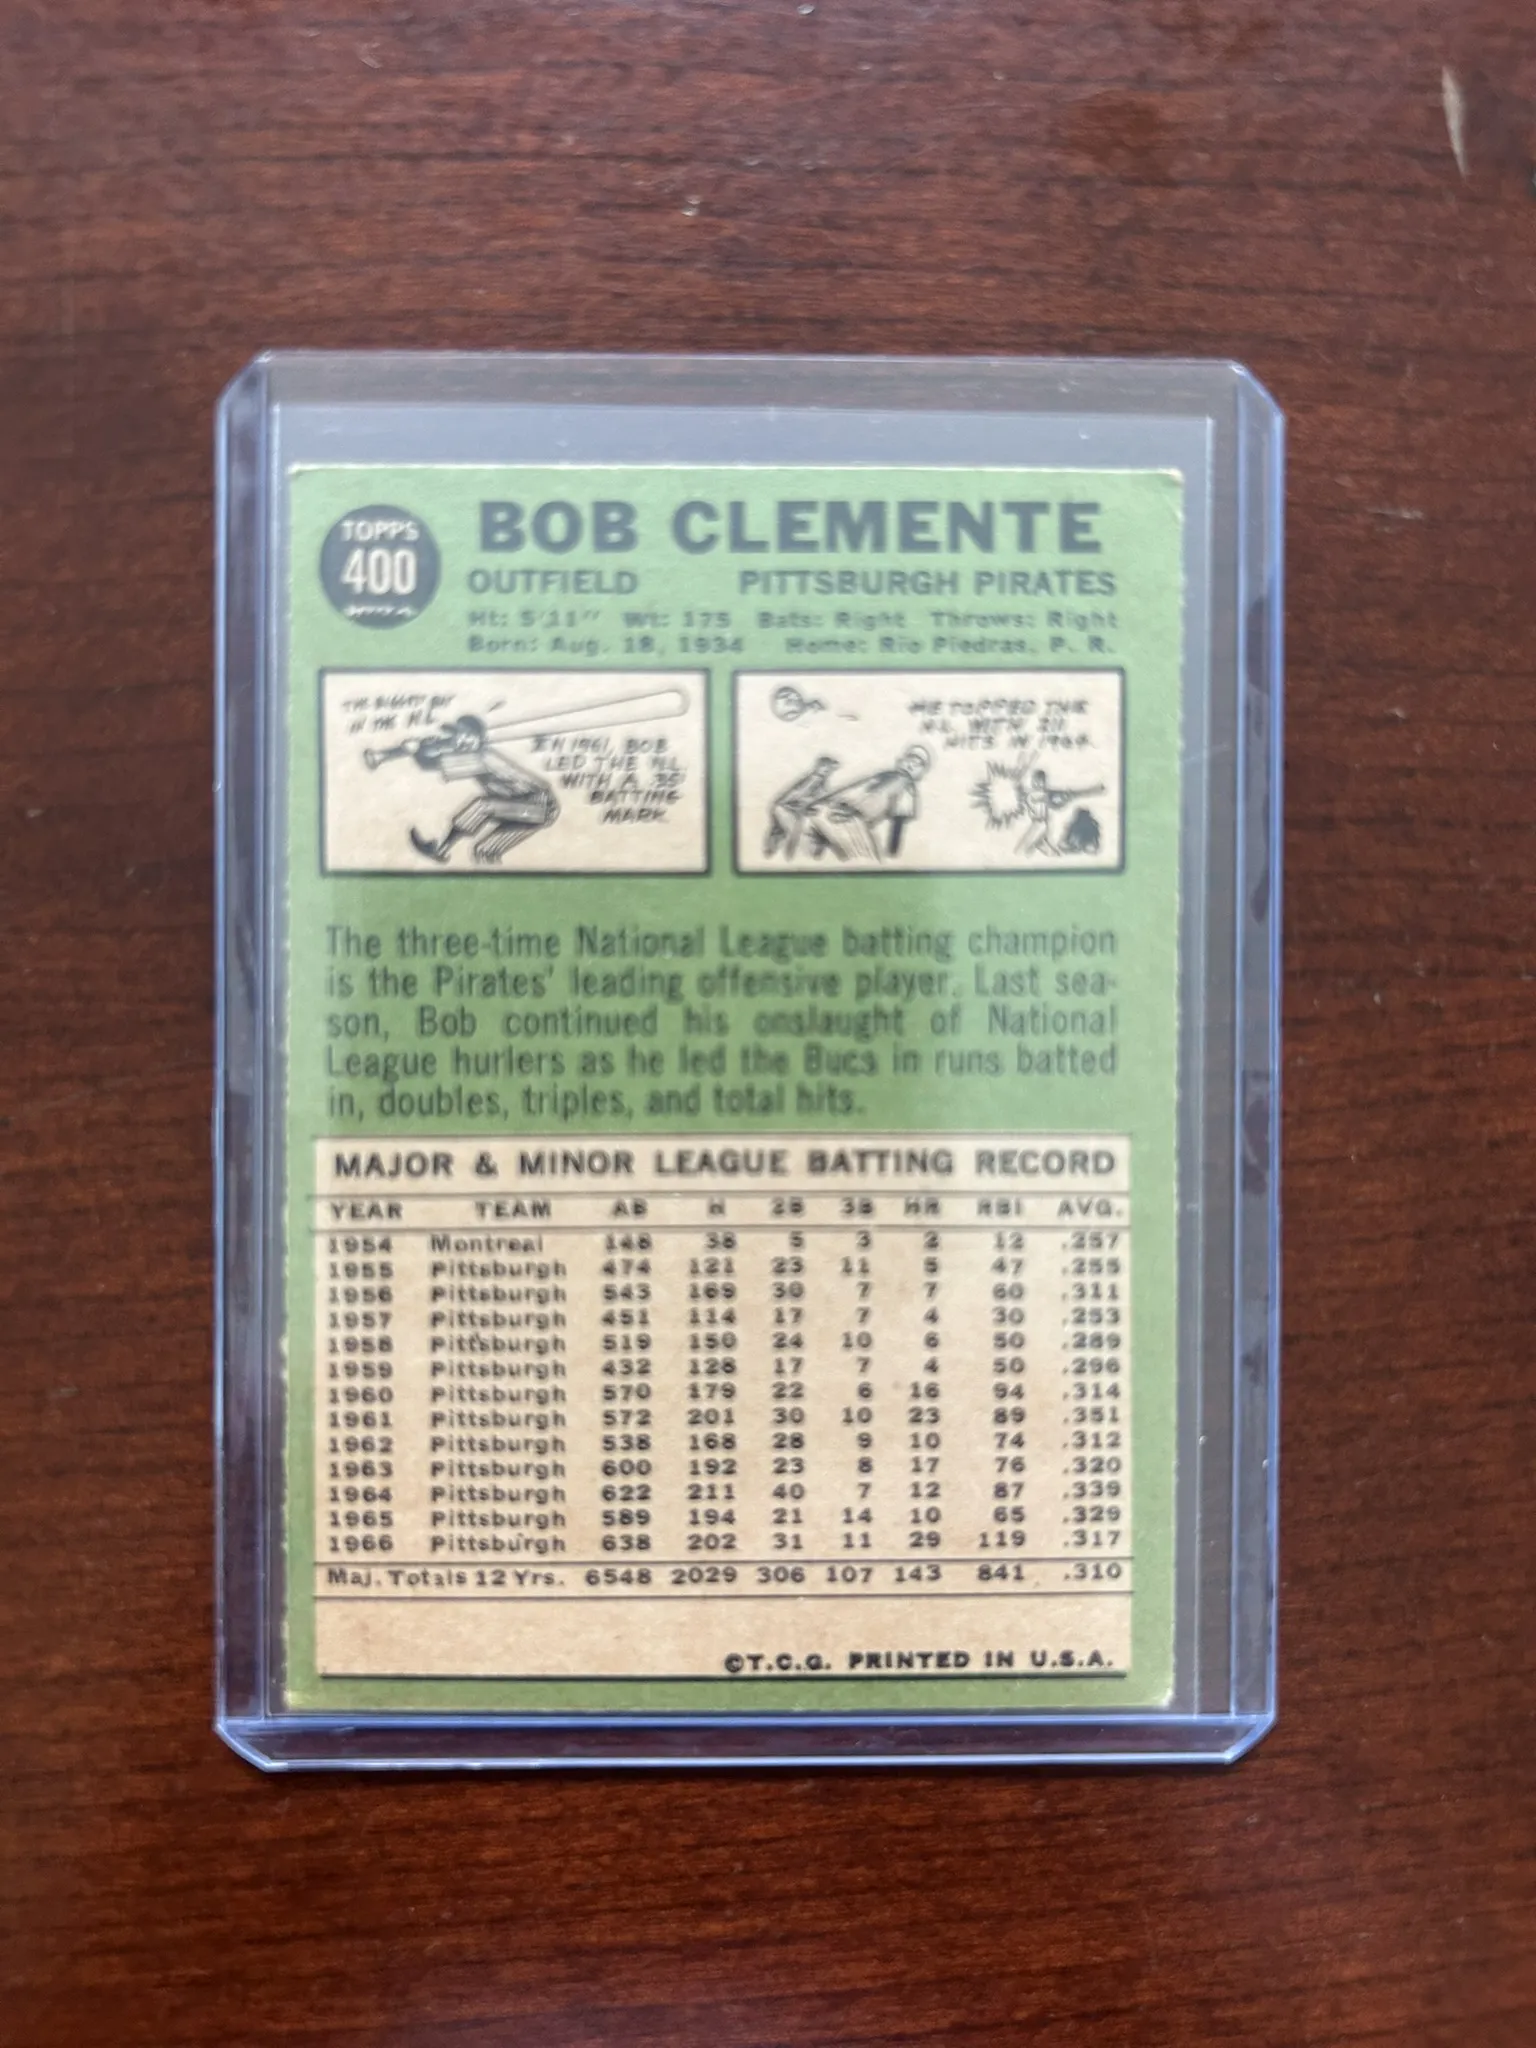 TOPPS
400
BOB CLEMENTE
OUTFIELD PITTSBURGH PIRATES
Ht: 5'11" Wt: 175 Bats: Right Throws: Right
Born: Aug. 18, 1934 Home: Rio Piedras, P. R.
THE BIGGEST BAT
IN THE N.L.
IN 1961, BOB
LED THE N.L.
WITH A .351
BATTING
MARK.
HE TOPPED THE
N.L. WITH 211
HITS IN 1964.
The three-time National League batting champion
is the Pirates' leading offensive player. Last sea-
son, Bob continued his onslaught of National
League hurlers as he led the Bucs in runs batted
in, doubles, triples, and total hits.
MAJOR & MINOR LEAGUE BATTING RECORD
YEAR TEAM AB H 2B 3B HR RBI AVG.
1954 Montreal 148 38 5 3 2 12 .257
1955 Pittsburgh 474 121 23 11 5 47 .255
1956 Pittsburgh 543 169 30 7 7 60 .311
1957 Pittsburgh 451 114 17 7 4 30 .253
1958 Pittsburgh 519 150 24 10 6 50 .289
1959 Pittsburgh 432 128 17 7 4 50 .296
1960 Pittsburgh 570 179 22 6 16 94 .314
1961 Pittsburgh 572 201 30 10 23 89 .351
1962 Pittsburgh 538 168 28 9 10 74 .312
1963 Pittsburgh 600 192 23 8 17 76 .320
1964 Pittsburgh 622 211 40 7 12 87 .339
1965 Pittsburgh 589 194 21 14 10 65 .329
1966 Pittsburgh 638 202 31 11 29 119 .317
Maj. Totals 12 Yrs. 6548 2029 306 107 143 841 .310
©T.C.G. PRINTED IN U.S.A.